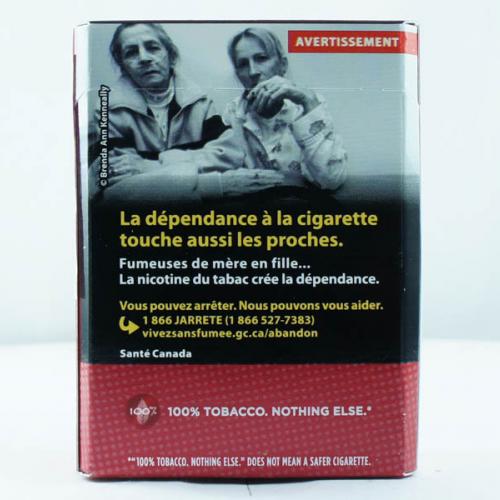 AVERTISSEMENT
© Brenda Ann Kenneally
La dépendance à la cigarette
touche aussi les proches.
Fumeuses de mère en fille...
La nicotine du tabac crée la dépendance.
Vous pouvez arrêter. Nous pouvons vous aider.
1 866 JARRETE (1 866 527-7383)
vivezsansfumee.gc.ca/abandon
Santé Canada
100% 100% TOBACCO. NOTHING ELSE.*
*"100% TOBACCO. NOTHING ELSE." DOES NOT MEAN A SAFER CIGARETTE.